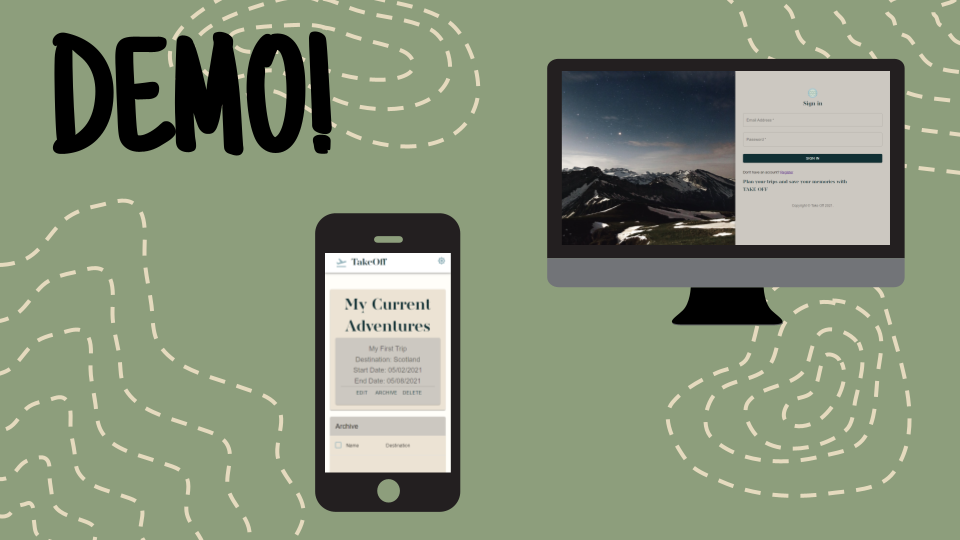 DEMO!
Sign in
Email Address *
Password *
SIGN IN
Don't have an account? Register
Plan your trips and save your memories with
TAKE OFF
Copyright © Take Off 2021
TakeOff
My Current
Adventures
My First Trip
Destination: Scotland
Start Date: 05/02/2021
End Date: 05/08/2021
EDIT ARCHIVE DELETE
Archive
Name Destination